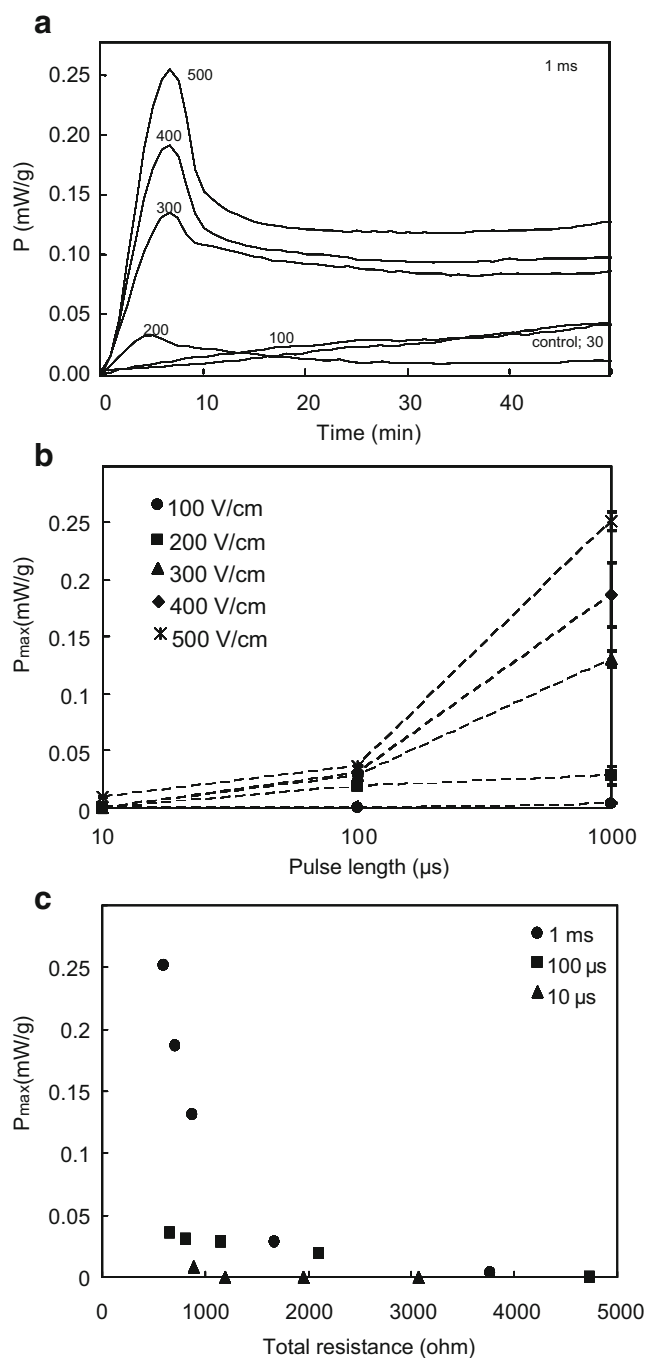 a
0.25
0.20
0.15
0.10
0.05
0.00
P (mW/g)
500
400
300
200
100
control; 30
1 ms
0
10
20
30
40
Time (min)
b
0.25
0.2
0.15
0.1
0.05
0
Pmax(mW/g)
100 V/cm
200 V/cm
300 V/cm
400 V/cm
500 V/cm
10
100
1000
Pulse length (µs)
c
0.25
0.2
0.15
0.1
0.05
0
Pmax(mW/g)
1 ms
100 µs
10 µs
0
1000
2000
3000
4000
5000
Total resistance (ohm)